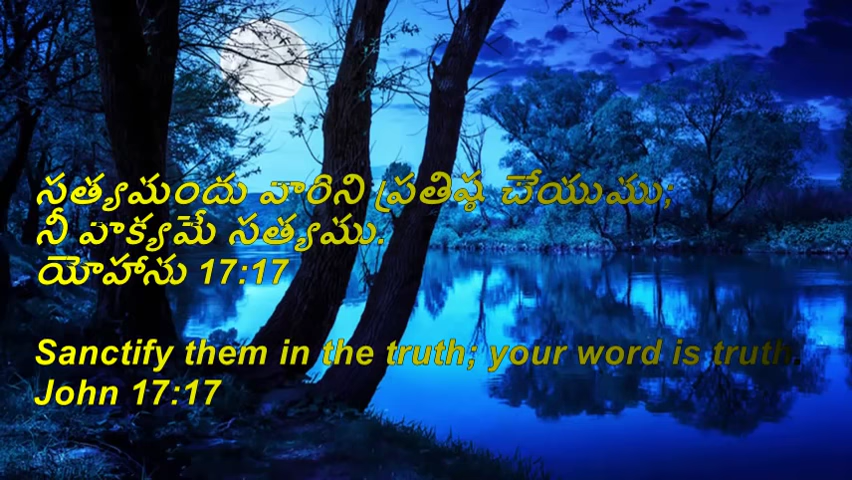 సత్యమందు వారిని ప్రతిష్ఠ చేయుము;
నీ వాక్యమే సత్యము.
యోహాను 17:17
Sanctify them in the truth; your word is truth.
John 17:17